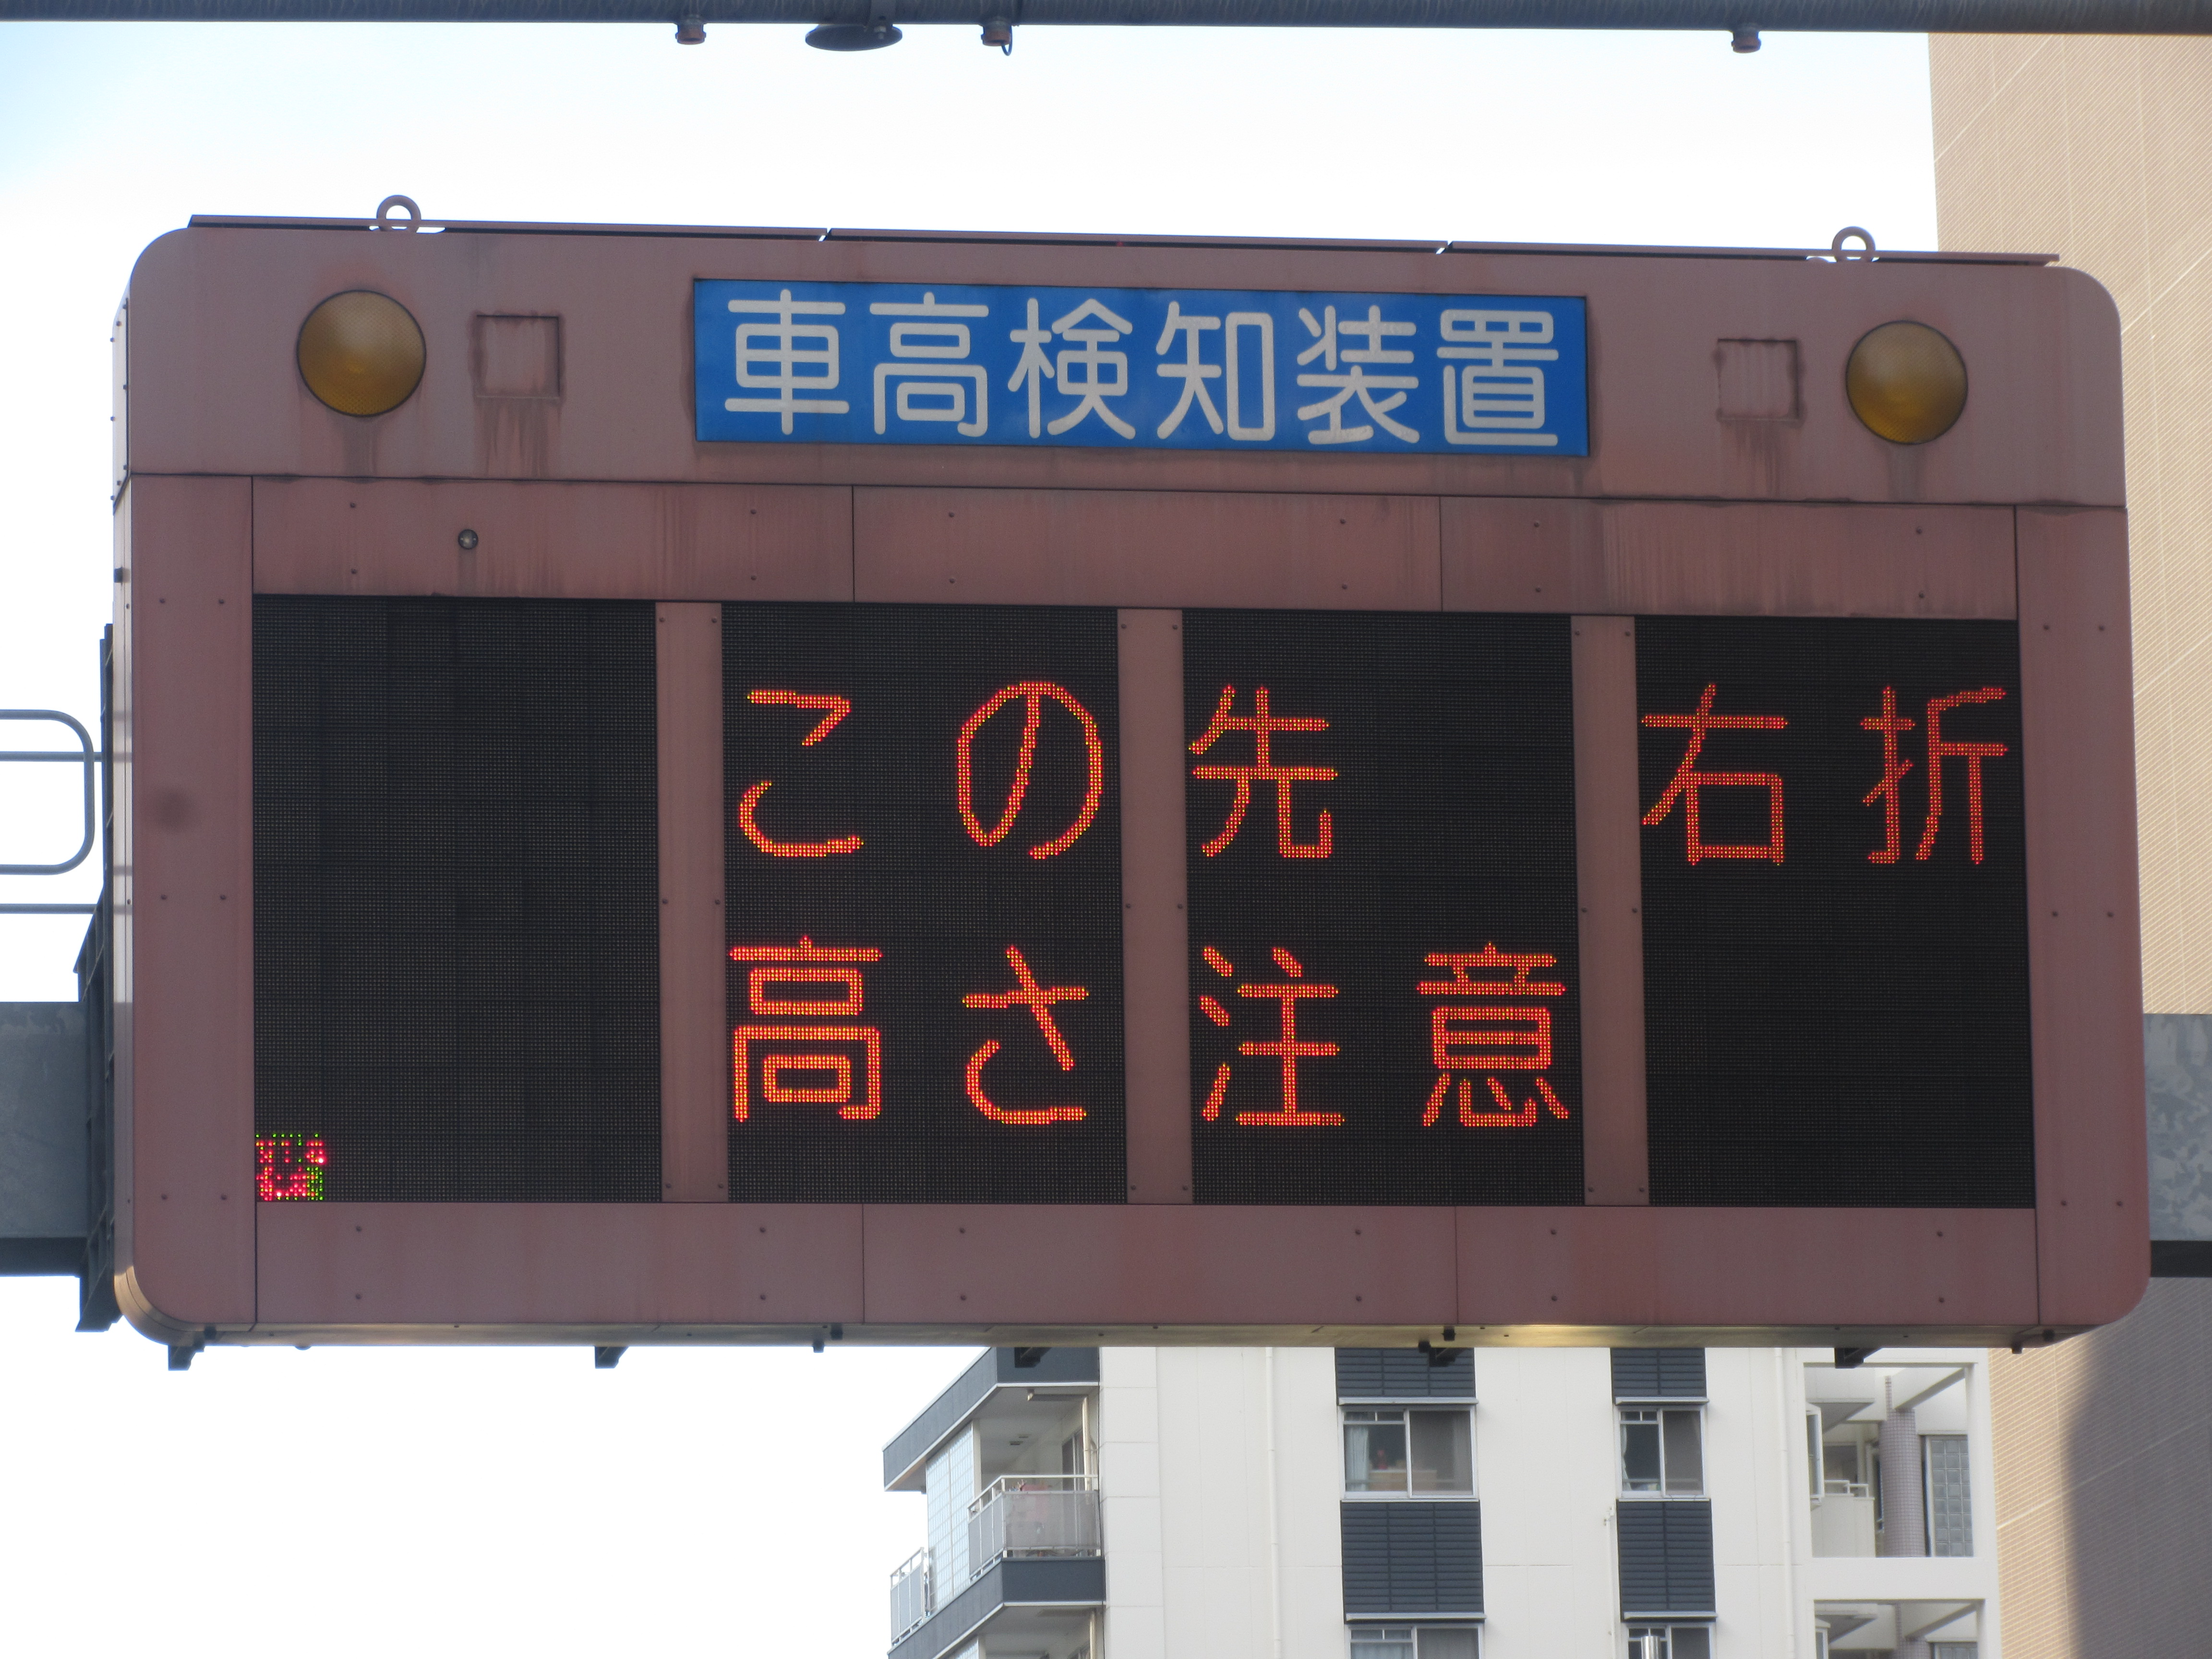 車高検知装置
この先 右折
高さ注意